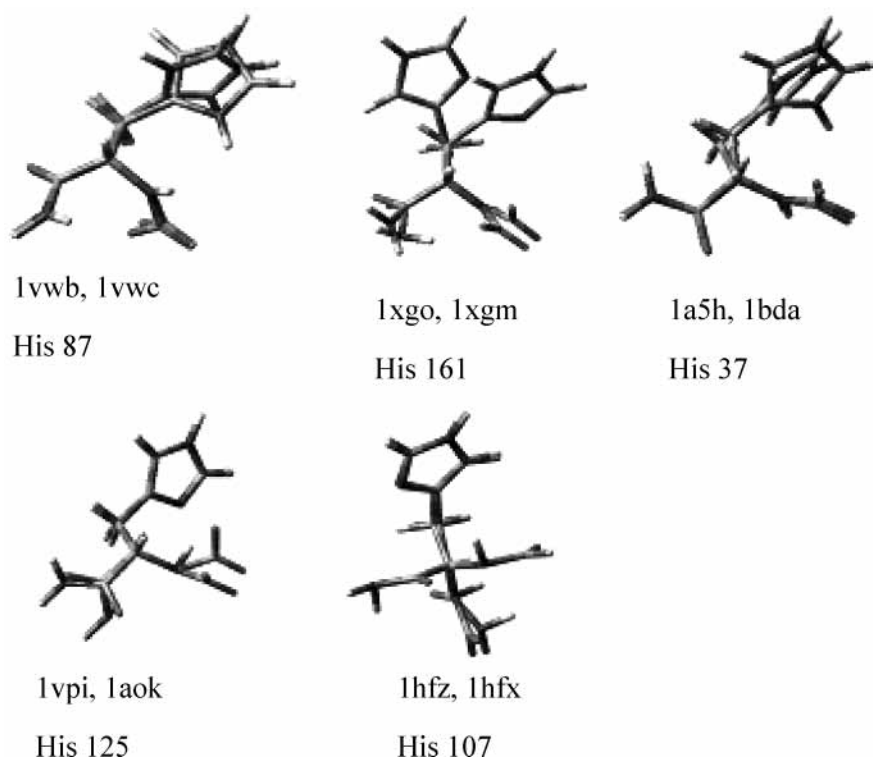 1vwb, 1vwc
His 87
1xgo, 1xgm
His 161
1a5h, 1bda
His 37
1vpi, 1aok
His 125
1hfz, 1hfx
His 107